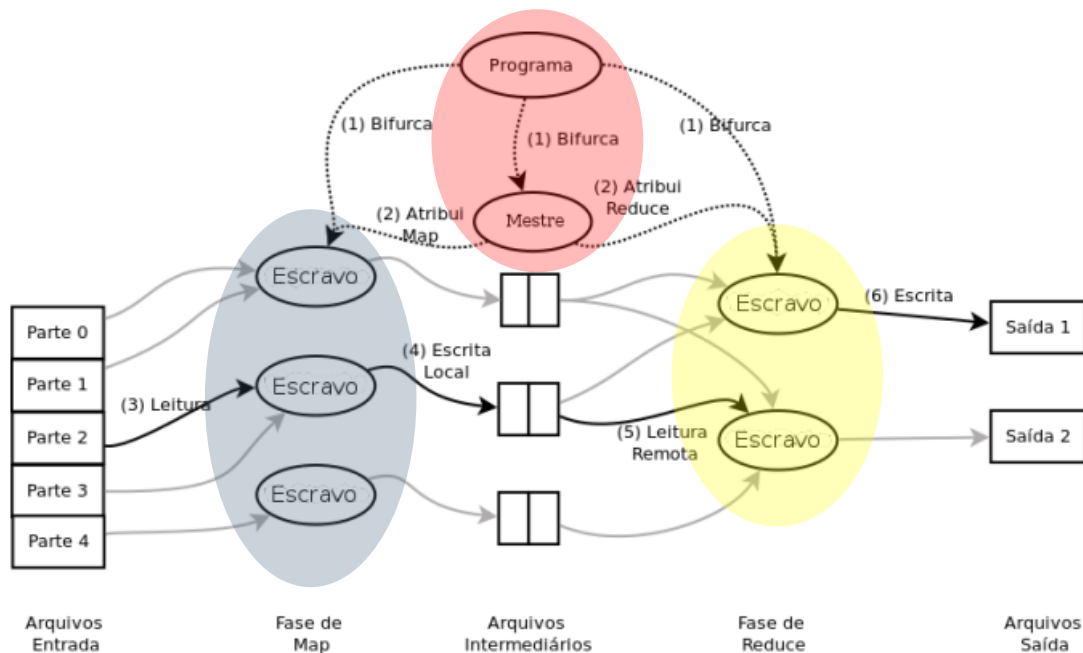 Programa
(1) Bifurca
(1) Bifurca
(1) Bifurca
(2) Atribui
Reduce
(2) Atribui
Map
Mestre
Escravo
Escravo
Parte 0
(6) Escrita
Saída 1
(4) Escrita
Local
Parte 1
Escravo
(3) Leitura
Parte 2
(5) Leitura
Remota
Escravo
Saída 2
Parte 3
Escravo
Parte 4
Arquivos
Entrada
Fase de
Map
Arquivos
Intermediários
Fase de
Reduce
Arquivos
Saída